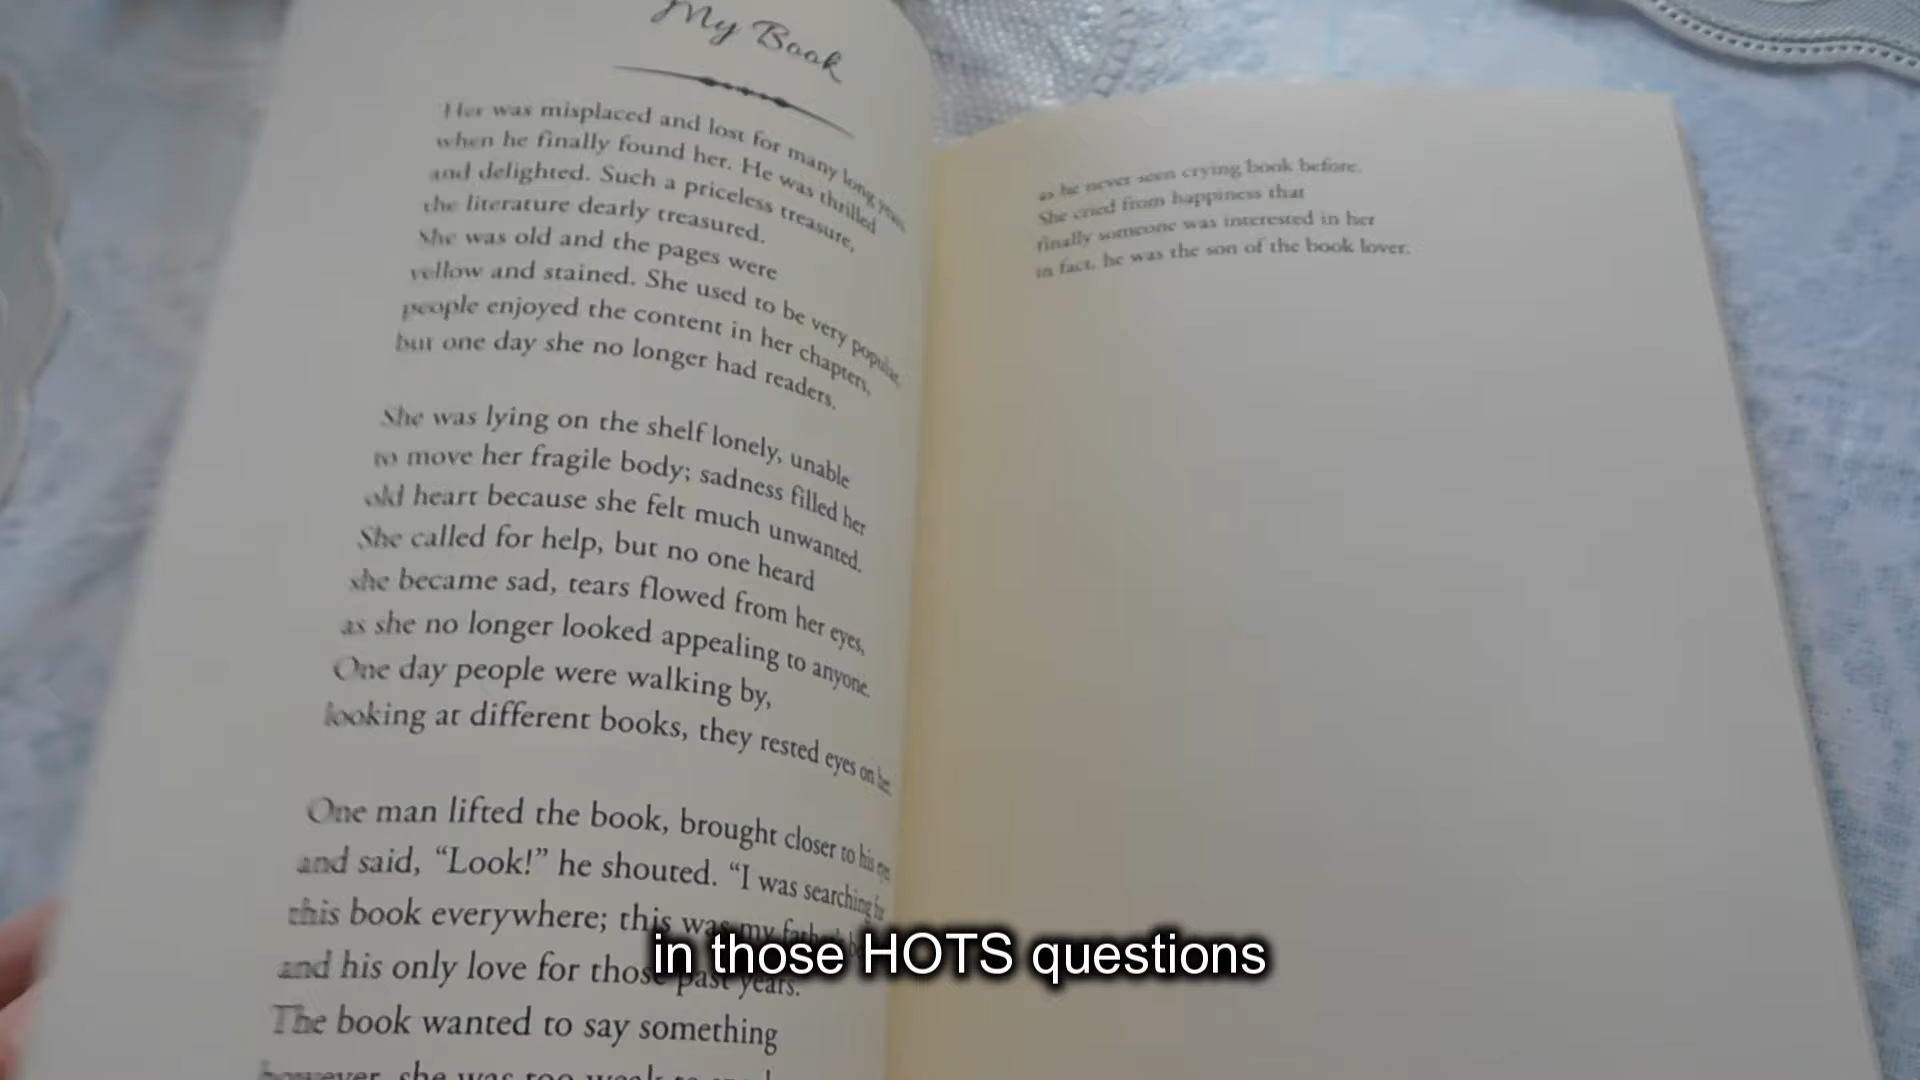 My Book
Her was misplaced and lost for many long years
when he finally found her. He was thrilled
and delighted. Such a priceless treasure,
the literature dearly treasured.
She was old and the pages were
yellow and stained. She used to be very popular,
people enjoyed the content in her chapters,
but one day she no longer had readers.
She was lying on the shelf lonely, unable
to move her fragile body; sadness filled her
old heart because she felt much unwanted.
She called for help, but no one heard
she became sad, tears flowed from her eyes,
as she no longer looked appealing to anyone.
One day people were walking by,
looking at different books, they rested eyes on her.
One man lifted the book, brought closer to his eyes
and said, “Look!” he shouted. “I was searching for
this book everywhere; this was my father's
and his only love for those past years.
The book wanted to say something
however, she was too weak to
as he never seen crying book before.
She cried from happiness that
finally someone was interested in her
in fact, he was the son of the book lover.
in those HOTS questions